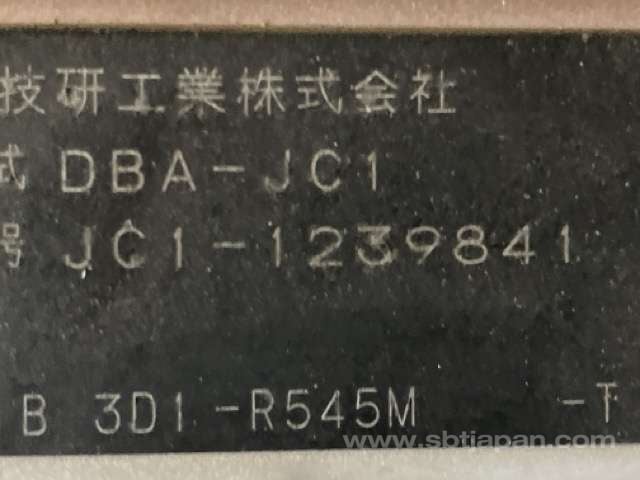 技研工業株式会社
式 DBA-JC1
号 JC1-1239841
B 3D1-R545M -T
www.sbtjapan.com